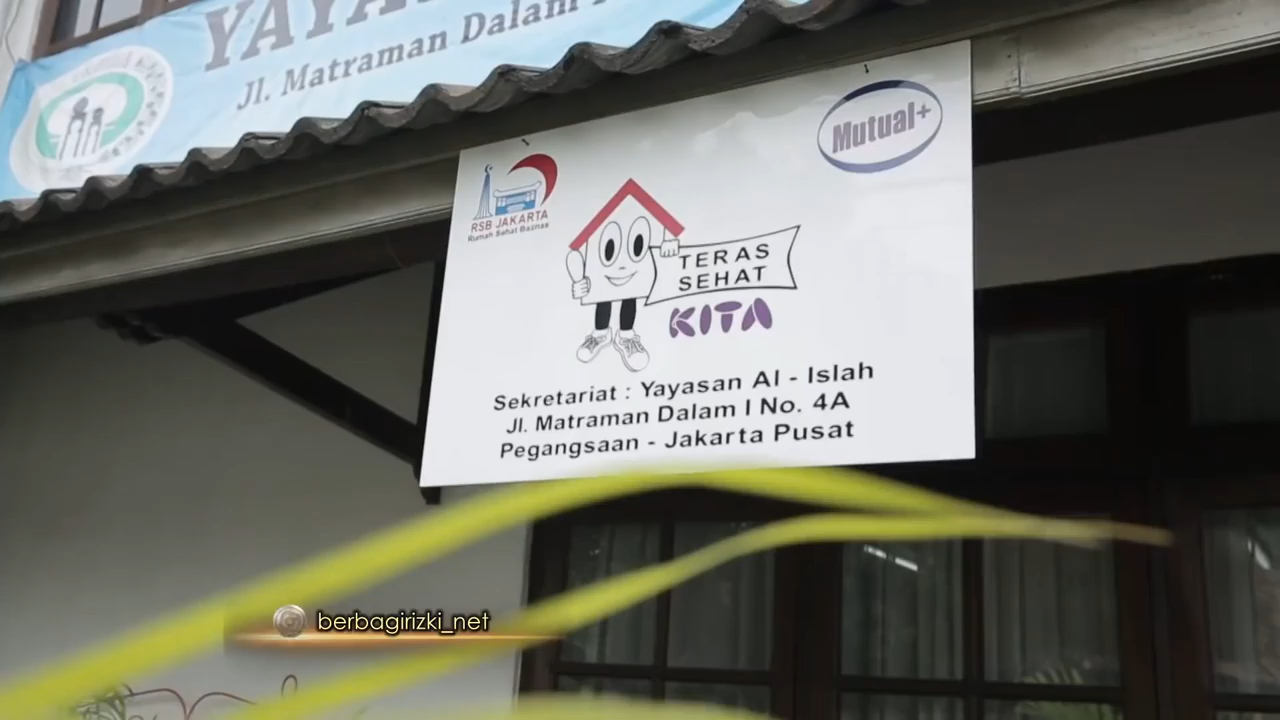 Jl. Matraman Dalam
Mutual+
RSB JAKARTA
Rumah Sehat Baznas
TERAS
SEHAT
KITA
Sekretariat : Yayasan Al - Islah
Jl. Matraman Dalam I No. 4A
Pegangsaan - Jakarta Pusat
berbagirizki_net